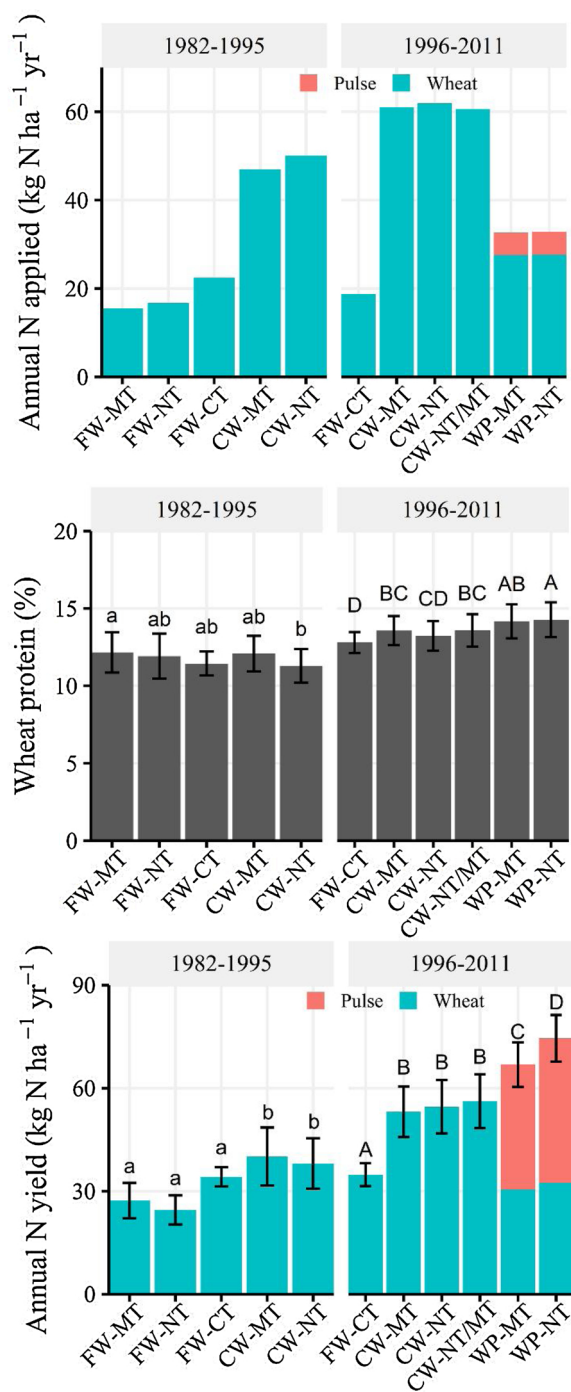 1982-1995 1996-2011
Pulse Wheat
Annual N applied (kg N ha⁻¹ yr⁻¹)
60
40
20
0
FW-MT FW-NT FW-CT CW-MT CW-NT FW-CT CW-MT CW-NT CW-NT/MT WP-MT WP-NT
1982-1995 1996-2011
Wheat protein (%)
20
15
10
5
0
a ab ab ab b D BC CD BC AB A
FW-MT FW-NT FW-CT CW-MT CW-NT FW-CT CW-MT CW-NT CW-NT/MT WP-MT WP-NT
1982-1995 1996-2011
Pulse Wheat
Annual N yield (kg N ha⁻¹ yr⁻¹)
90
60
30
0
a a a b b A B B B C D
FW-MT FW-NT FW-CT CW-MT CW-NT FW-CT CW-MT CW-NT CW-NT/MT WP-MT WP-NT